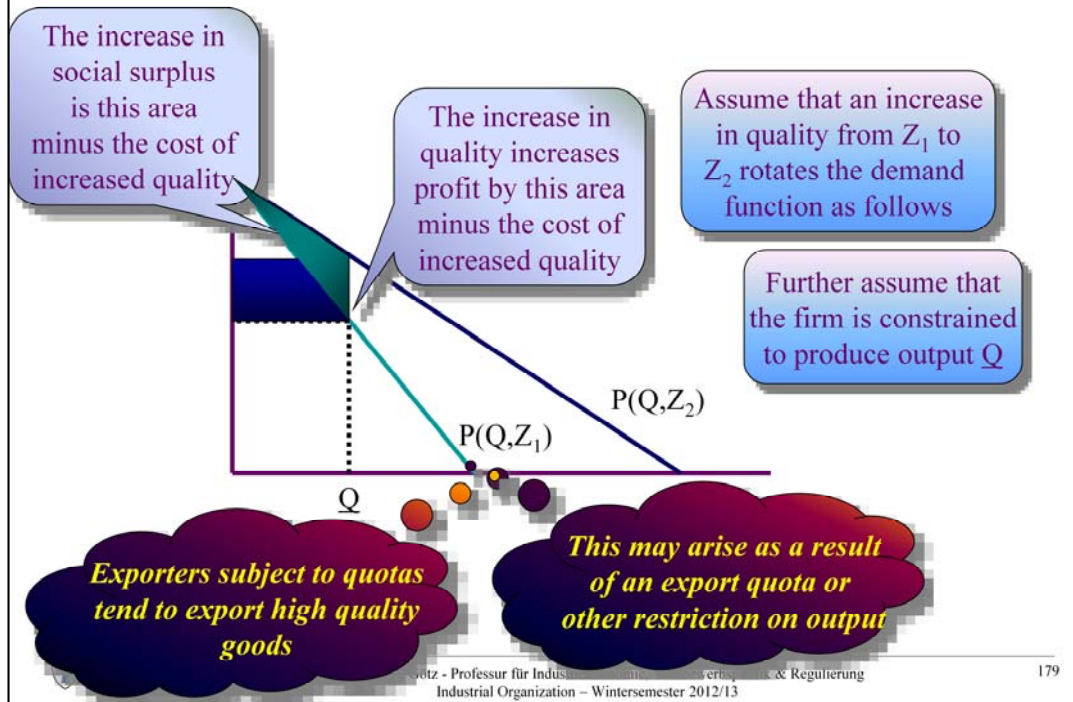 The increase in
social surplus
is this area
minus the cost of
increased quality
The increase in
quality increases
profit by this area
minus the cost of
increased quality
Assume that an increase
in quality from Z₁ to
Z₂ rotates the demand
function as follows
Further assume that
the firm is constrained
to produce output Q
P(Q,Z₂)
P(Q,Z₁)
Q
Exporters subject to quotas
tend to export high quality
goods
This may arise as a result
of an export quota or
other restriction on output
- Professur für & Regulierung
Industrial Organization – Wintersemester 2012/13
179